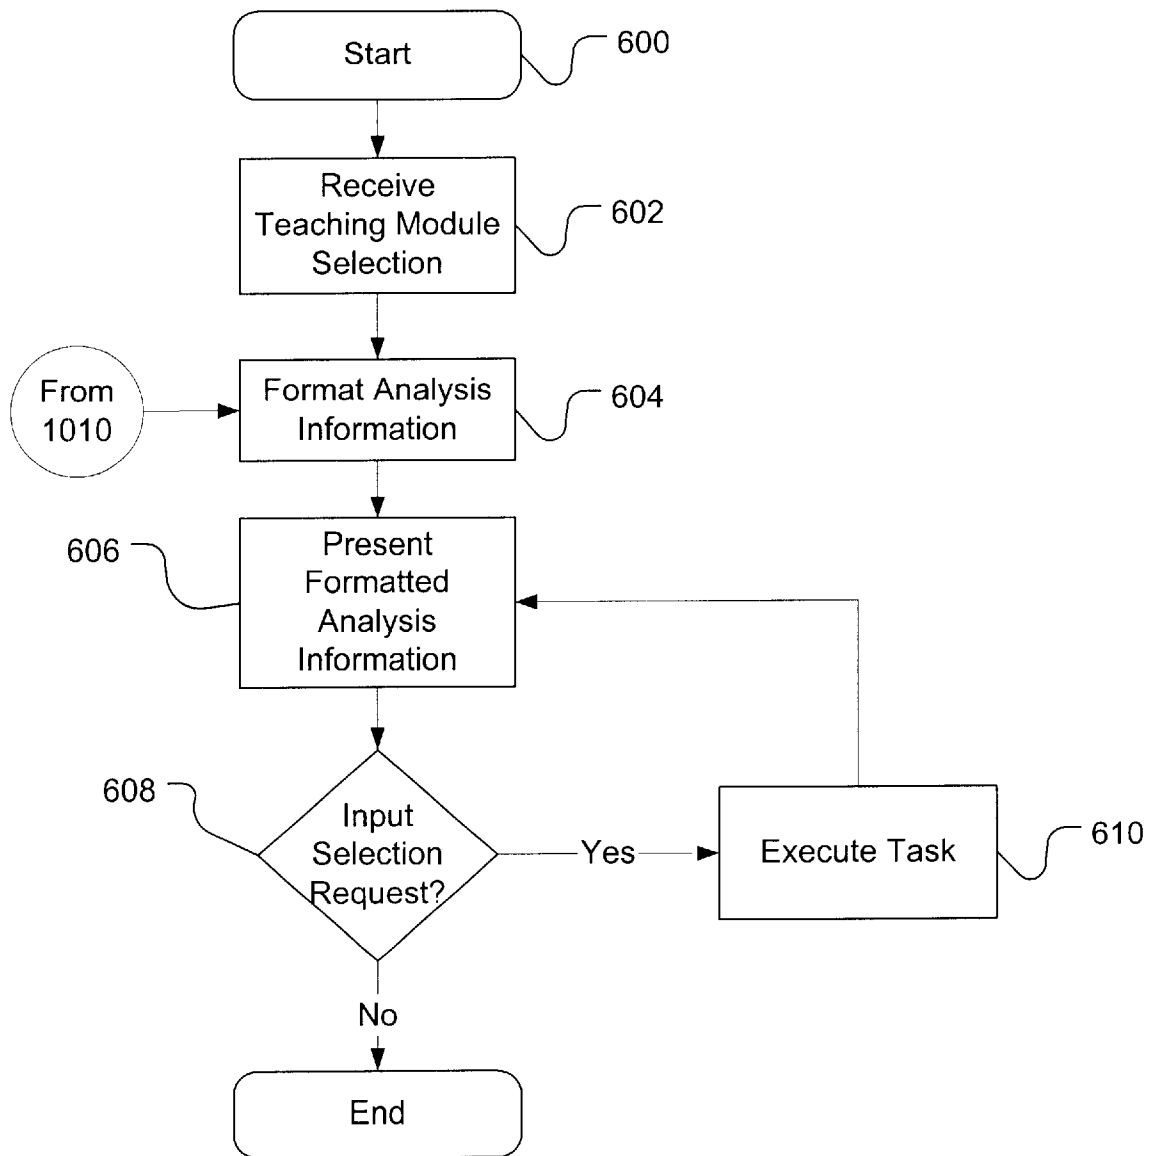 Start
600
Receive
Teaching Module
Selection
602
From
1010
Format Analysis
Information
604
606
Present
Formatted
Analysis
Information
608
Input
Selection
Request?
Yes
Execute Task
610
No
End